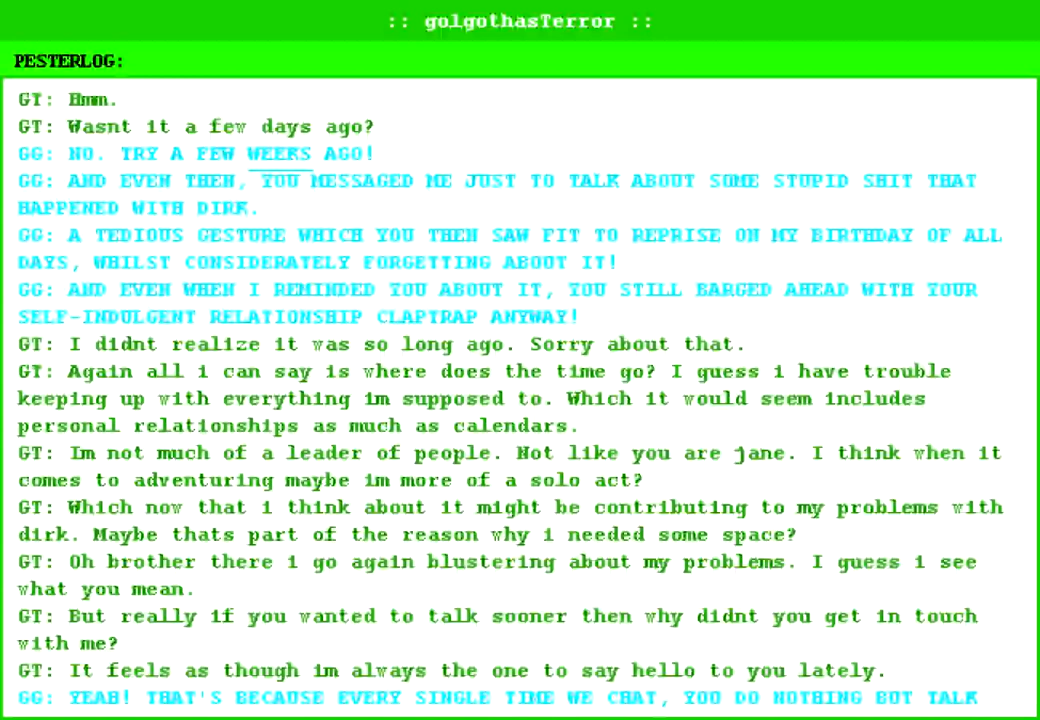 :: golgothasTerror ::
PESTERLOG:
GT: Hmm.
GT: Wasnt it a few days ago?
GG: NO. TRY A FEW WEEKS AGO!
GG: AND EVEN THEN, YOU MESSAGED ME JUST TO TALK ABOUT SOME STUPID SHIT THAT
HAPPENED WITH DIRK.
GG: A TEDIOUS GESTURE WHICH YOU THEN SAW FIT TO REPRISE ON MY BIRTHDAY OF ALL
DAYS, WHILST CONSIDERATELY FORGETTING ABOUT IT!
GG: AND EVEN WHEN I REMINDED YOU ABOUT IT, YOU STILL BARGED AHEAD WITH YOUR
SELF-INDULGENT RELATIONSHIP CLAPTRAP ANYWAY!
GT: I didnt realize it was so long ago. Sorry about that.
GT: Again all i can say is where does the time go? I guess i have trouble
keeping up with everything im supposed to. Which it would seem includes
personal relationships as much as calendars.
GT: Im not much of a leader of people. Not like you are jane. I think when it
comes to adventuring maybe im more of a solo act?
GT: Which now that i think about it might be contributing to my problems with
dirk. Maybe thats part of the reason why i needed some space?
GT: Oh brother there i go again blustering about my problems. I guess i see
what you mean.
GT: But really if you wanted to talk sooner then why didnt you get in touch
with me?
GT: It feels as though im always the one to say hello to you lately.
GG: YEAH! THAT'S BECAUSE EVERY SINGLE TIME WE CHAT, YOU DO NOTHING BUT TALK